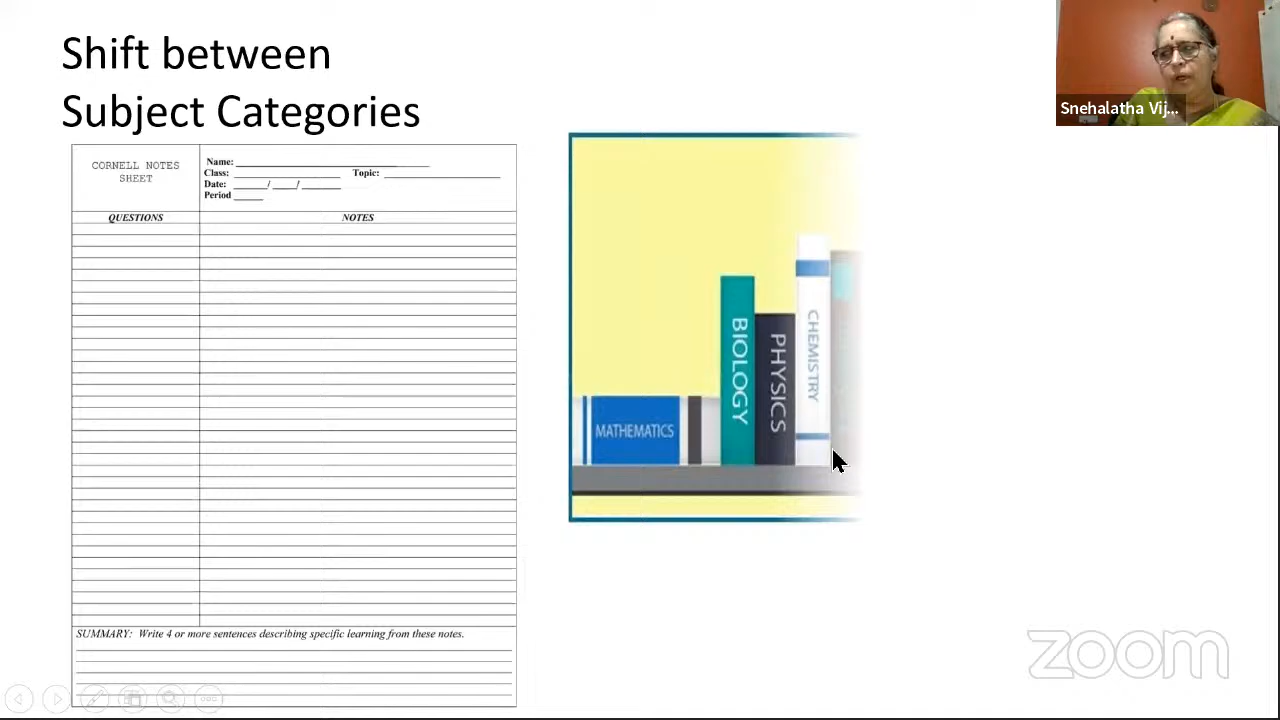 Shift between
Subject Categories
Snehalatha Vij...
CORNELL NOTES
SHEET
Name:
Class: Topic:
Date: / /
Period
QUESTIONS NOTES
SUMMARY: Write 4 or more sentences describing specific learning from these notes.
MATHEMATICS
BIOLOGY
PHYSICS
CHEMISTRY
zoom